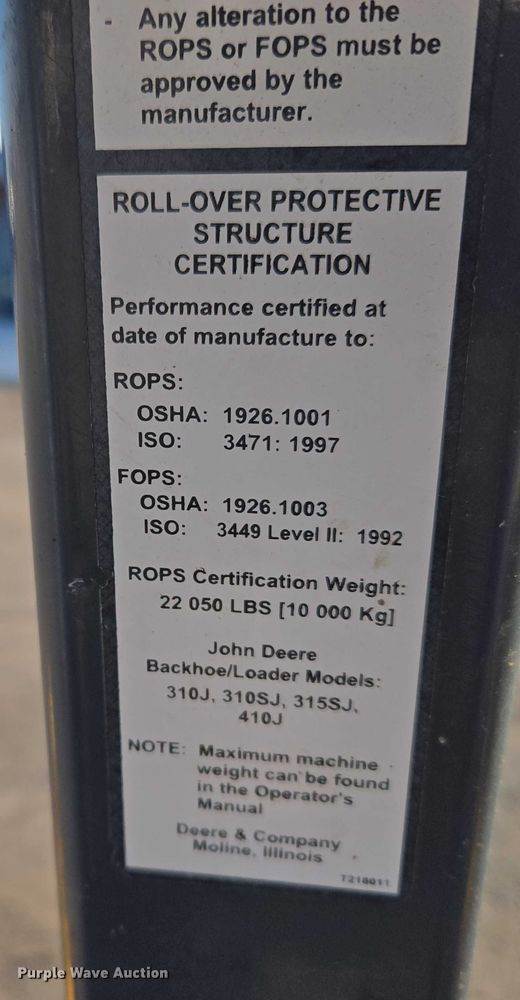 - Any alteration to the
ROPS or FOPS must be
approved by the
manufacturer.
ROLL-OVER PROTECTIVE
STRUCTURE
CERTIFICATION
Performance certified at
date of manufacture to:
ROPS:
OSHA: 1926.1001
ISO: 3471: 1997
FOPS:
OSHA: 1926.1003
ISO: 3449 Level II: 1992
ROPS Certification Weight:
22 050 LBS [10 000 Kg]
John Deere
Backhoe/Loader Models:
310J, 310SJ, 315SJ,
410J
NOTE: Maximum machine
weight can be found
in the Operator's
Manual
Deere & Company
Moline, Illinois
T218011
Purple Wave Auction